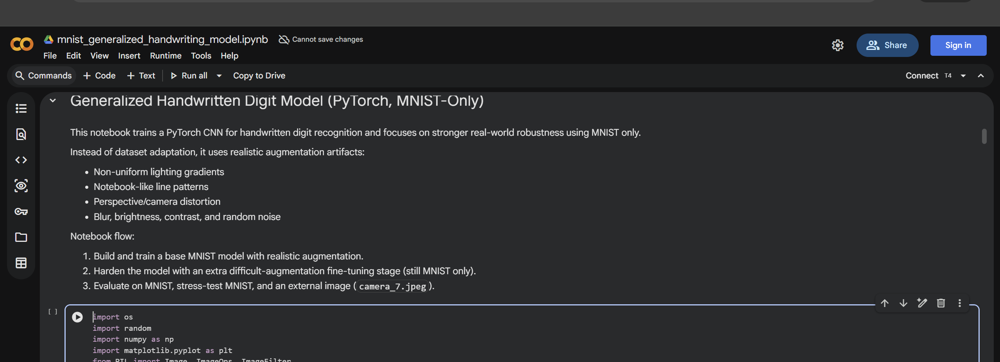 mnist_generalized_handwriting_model.ipynb Cannot save changes
File Edit View Insert Runtime Tools Help
Share
Sign in
Commands + Code + Text Run all Copy to Drive
Connect T4
Generalized Handwritten Digit Model (PyTorch, MNIST-Only)
This notebook trains a PyTorch CNN for handwritten digit recognition and focuses on stronger real-world robustness using MNIST only.
Instead of dataset adaptation, it uses realistic augmentation artifacts:
• Non-uniform lighting gradients
• Notebook-like line patterns
• Perspective/camera distortion
• Blur, brightness, contrast, and random noise
Notebook flow:
1. Build and train a base MNIST model with realistic augmentation.
2. Harden the model with an extra difficult-augmentation fine-tuning stage (still MNIST only).
3. Evaluate on MNIST, stress-test MNIST, and an external image (camera_7.jpeg).
[ ]
import os
import random
import numpy as np
import matplotlib.pyplot as plt
from PIL import Image, ImageOps, ImageFilter